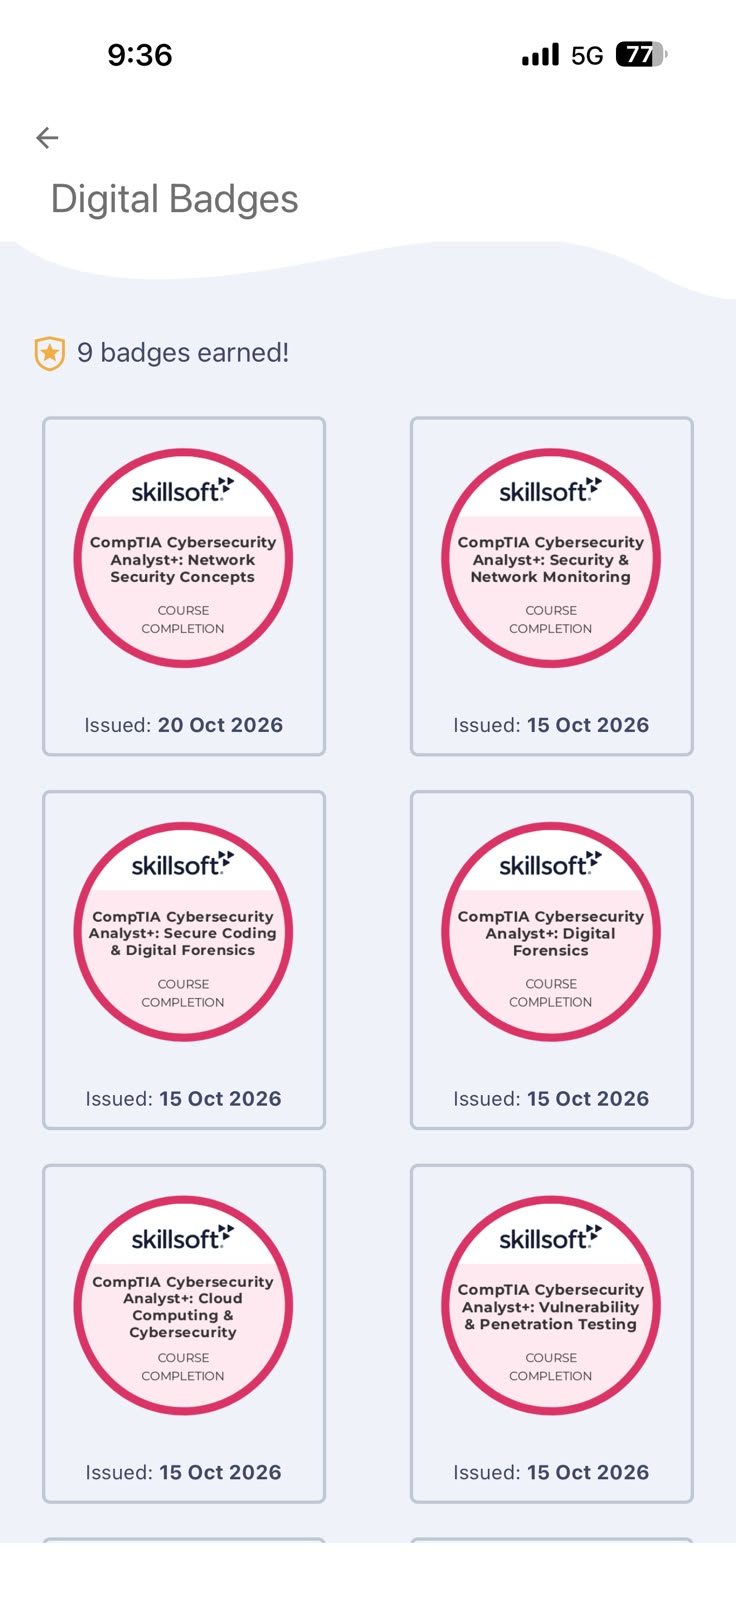 9:36
5G 77
Digital Badges
9 badges earned!
skillsoft
CompTIA Cybersecurity
Analyst+: Network
Security Concepts
COURSE
COMPLETION
Issued: 20 Oct 2026
skillsoft
CompTIA Cybersecurity
Analyst+: Security &
Network Monitoring
COURSE
COMPLETION
Issued: 15 Oct 2026
skillsoft
CompTIA Cybersecurity
Analyst+: Secure Coding
& Digital Forensics
COURSE
COMPLETION
Issued: 15 Oct 2026
skillsoft
CompTIA Cybersecurity
Analyst+: Digital
Forensics
COURSE
COMPLETION
Issued: 15 Oct 2026
skillsoft
CompTIA Cybersecurity
Analyst+: Cloud
Computing &
Cybersecurity
COURSE
COMPLETION
Issued: 15 Oct 2026
skillsoft
CompTIA Cybersecurity
Analyst+: Vulnerability
& Penetration Testing
COURSE
COMPLETION
Issued: 15 Oct 2026